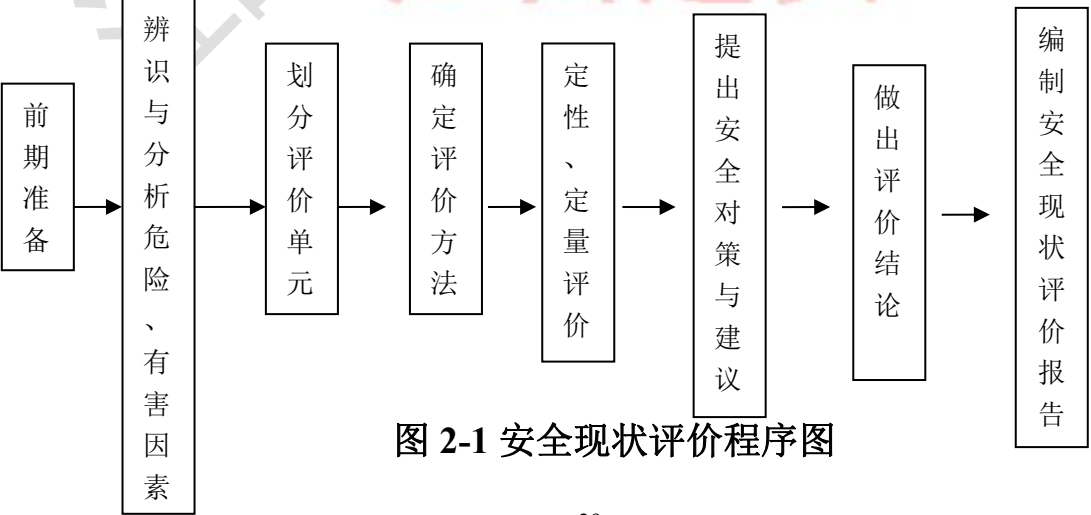 前期准备
辨识与分析危险、有害因素
划分评价单元
确定评价方法
定性、定量评价
提出安全对策与建议
做出评价结论
编制安全现状评价报告
图 2-1 安全现状评价程序图